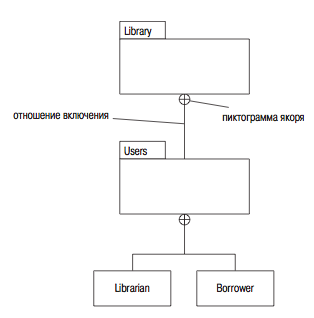 Library
отношение включения
пиктограмма якоря
Users
Librarian
Borrower